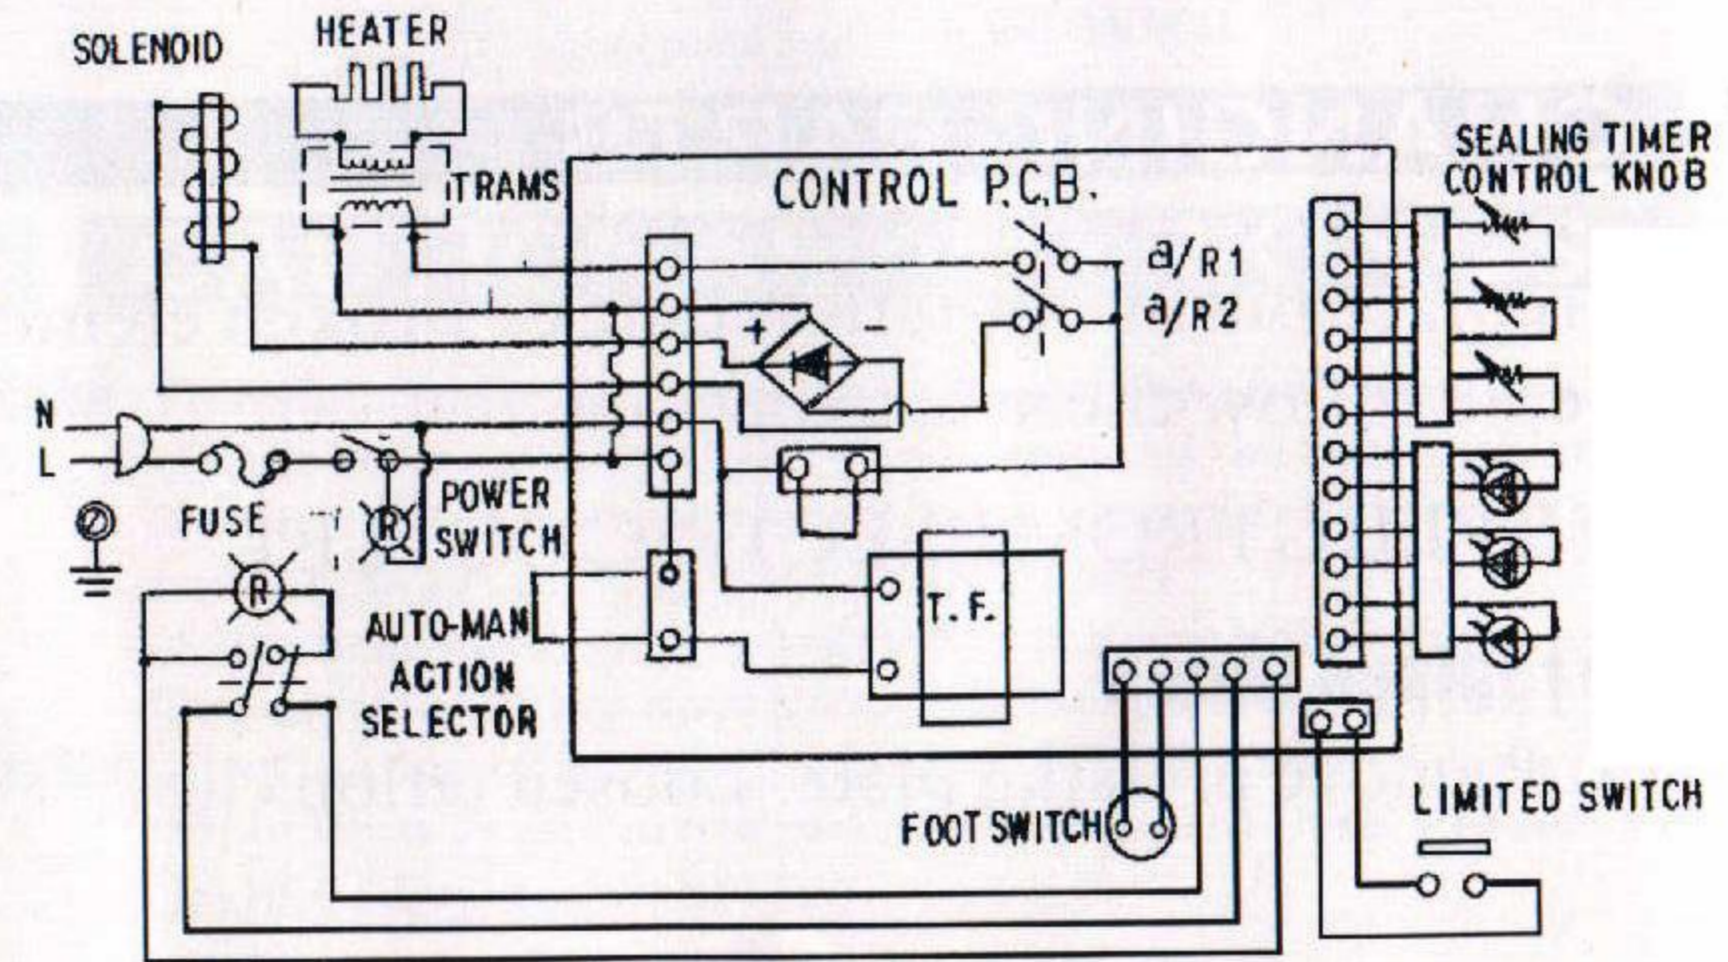 SOLENOID
HEATER
TRAMS
CONTROL P.C.B.
SEALING TIMER
CONTROL KNOB
a/R1
a/R2
+
-
N
L
FUSE
R
POWER
SWITCH
R
AUTO-MAN
ACTION
SELECTOR
T. F.
FOOT SWITCH
LIMITED SWITCH